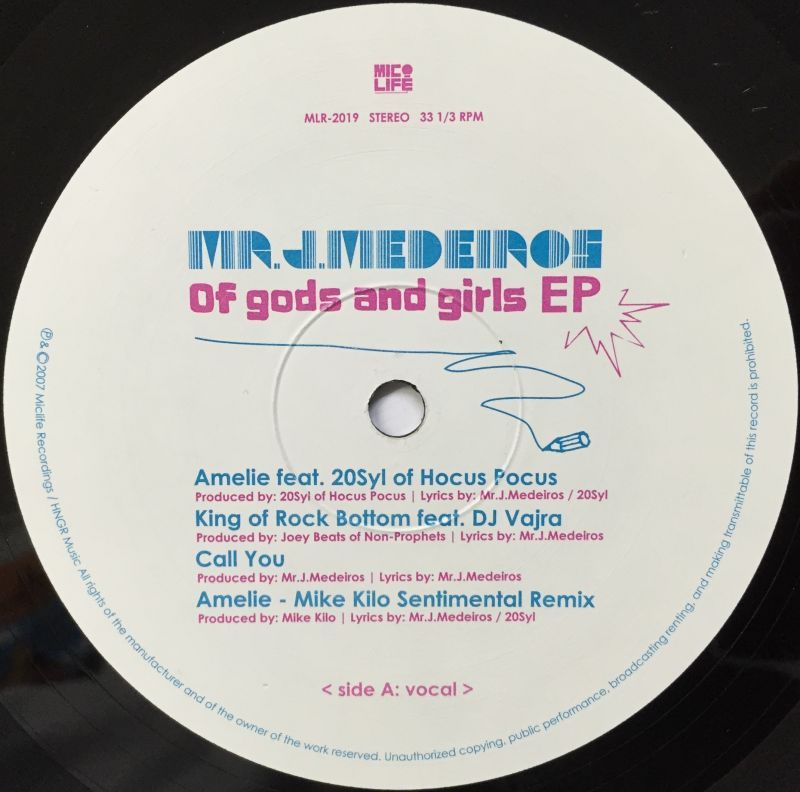 MIC LIFE
MLR-2019 STEREO 33 1/3 RPM
MR.J.MEDEIROS
Of gods and girls EP
Amelie feat. 20Syl of Hocus Pocus
Produced by: 20Syl of Hocus Pocus | Lyrics by: Mr.J.Medeiros / 20Syl
King of Rock Bottom feat. DJ Vajra
Produced by: Joey Beats of Non-Prophets | Lyrics by: Mr.J.Medeiros
Call You
Produced by: Mr.J.Medeiros | Lyrics by: Mr.J.Medeiros
Amelie - Mike Kilo Sentimental Remix
Produced by: Mike Kilo | Lyrics by: Mr.J.Medeiros / 20Syl
< side A: vocal >
℗ & ©2007 Miclife Recordings / HNGR Music All rights of the manufacturer and of the owner of the work reserved. Unauthorized copying, public performance, broadcasting renting, and making transmittable of this record is prohibited.